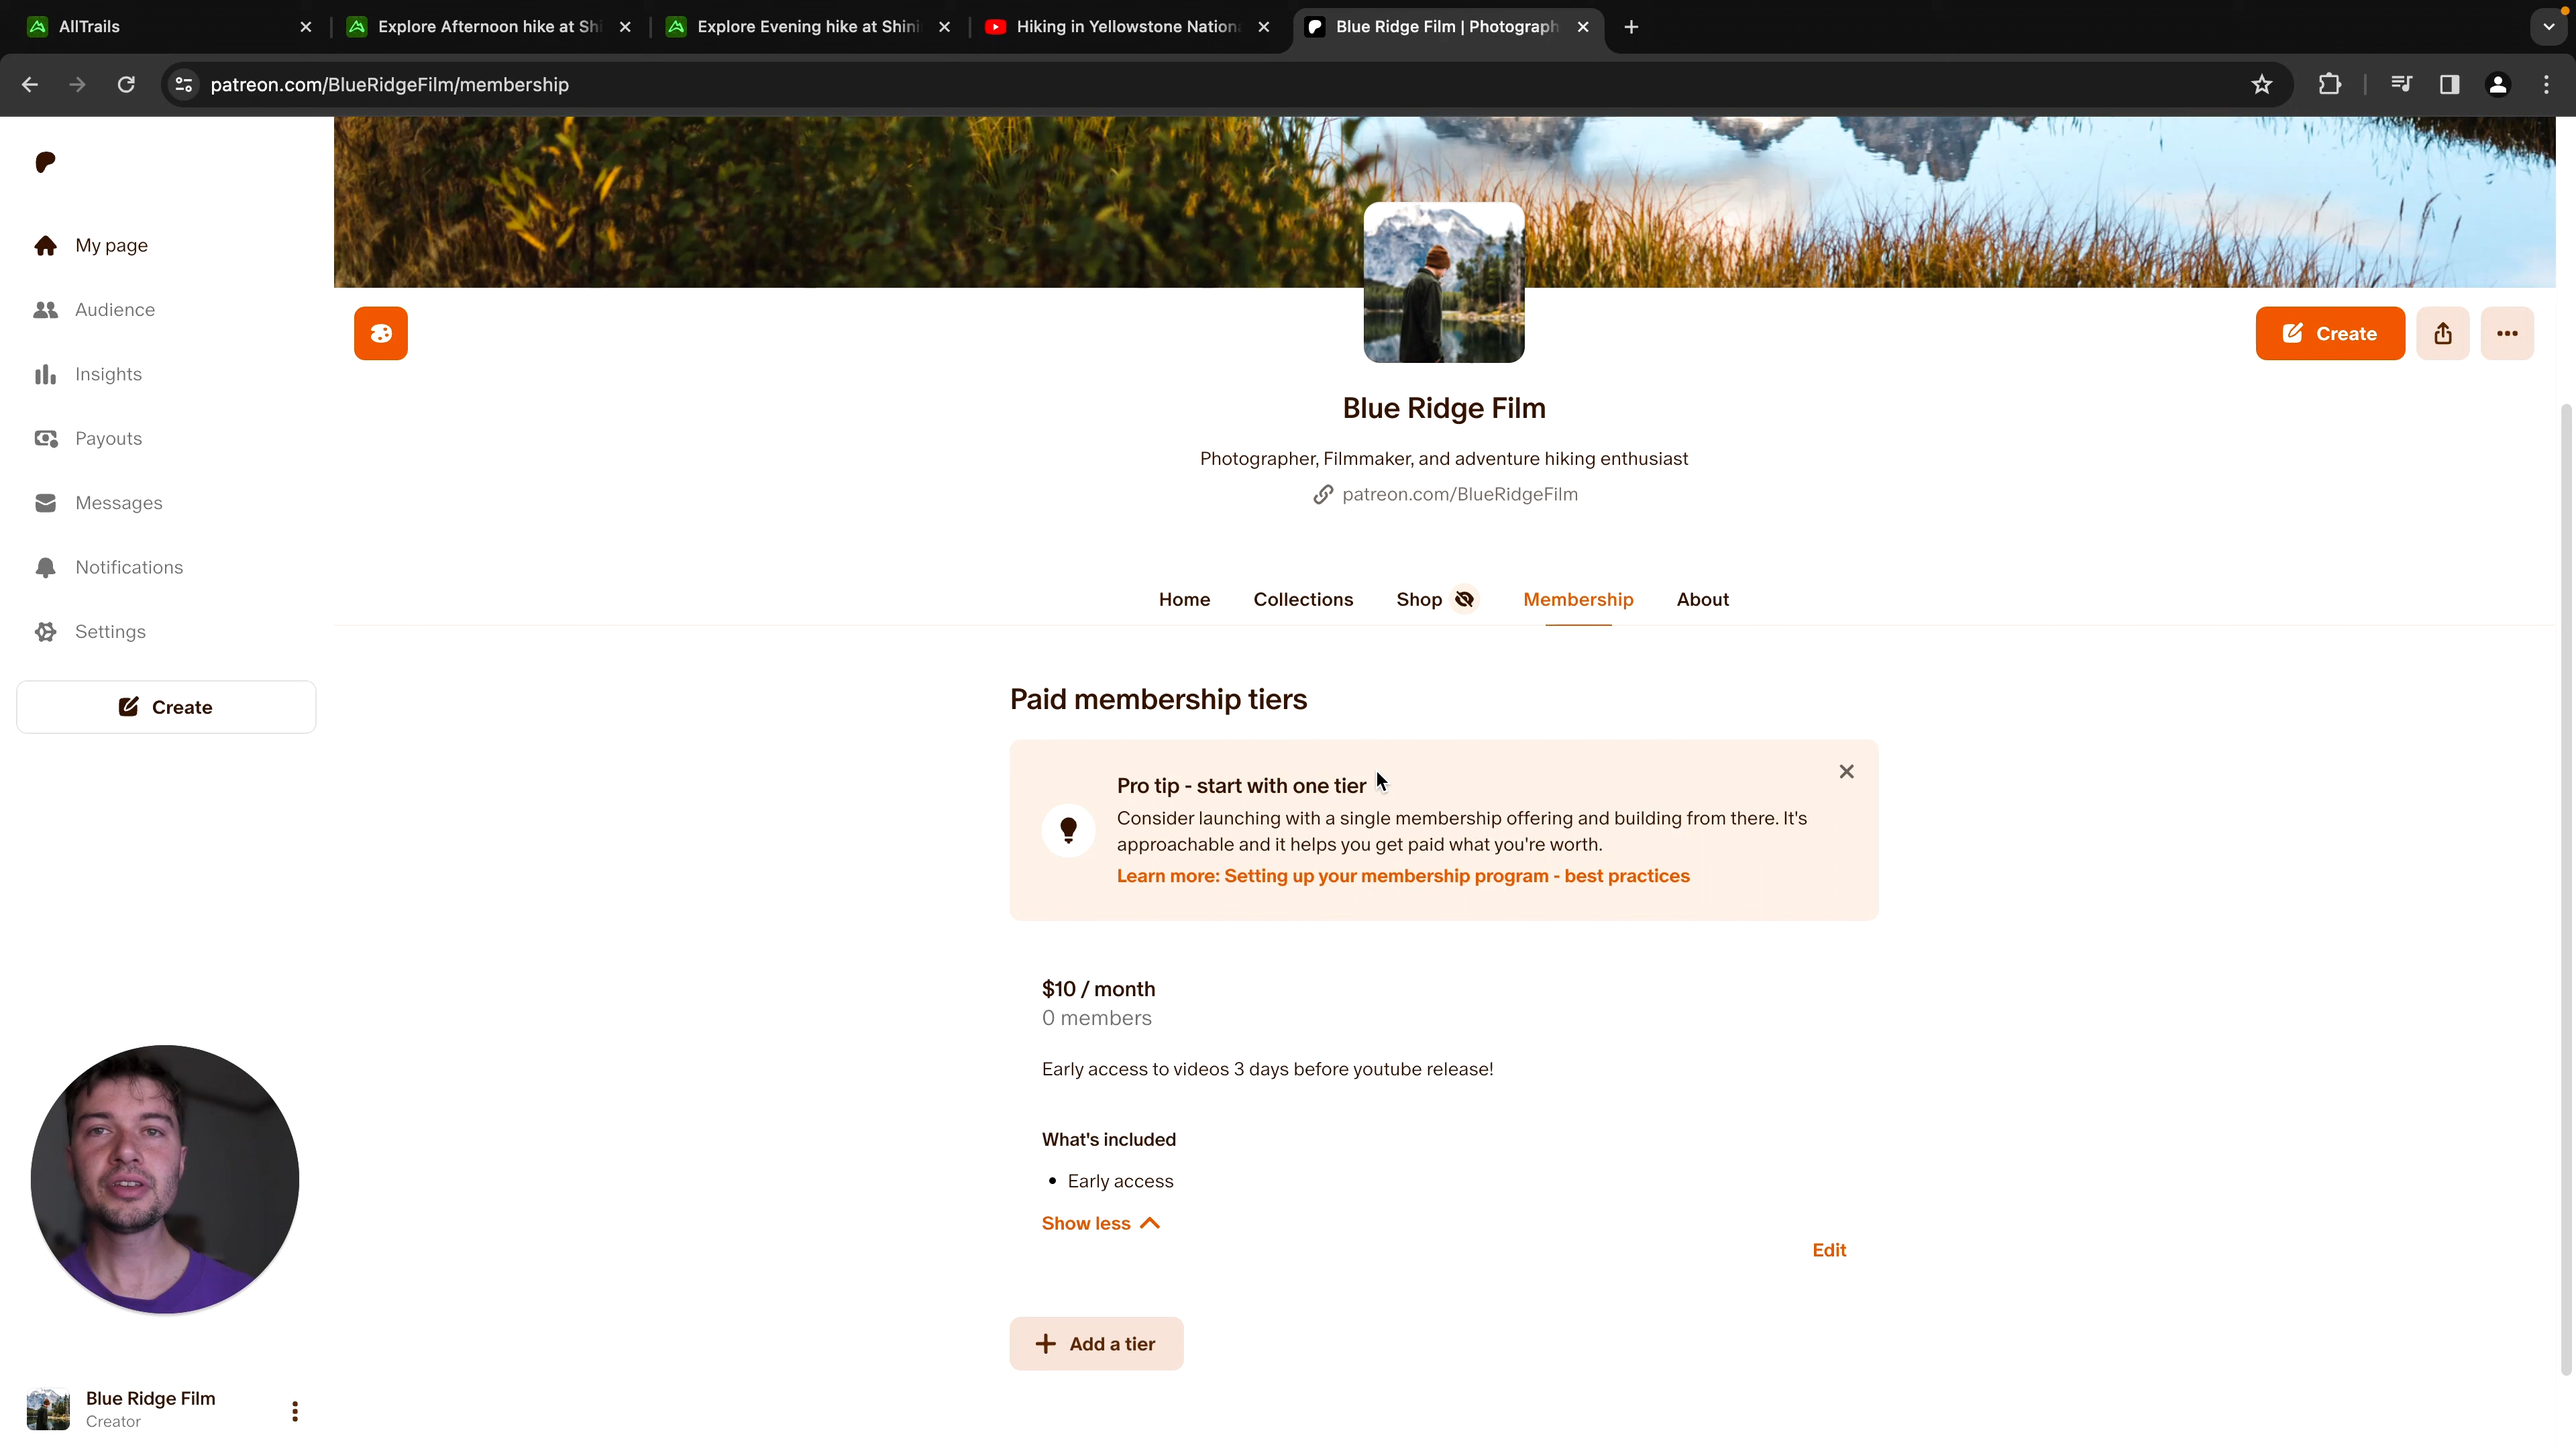 AllTrails
Explore Afternoon hike at Shi
Explore Evening hike at Shini
Hiking in Yellowstone Nation
Blue Ridge Film | Photograph
patreon.com/BlueRidgeFilm/membership
My page
Audience
Insights
Payouts
Messages
Notifications
Settings
Create
Create
Blue Ridge Film
Photographer, Filmmaker, and adventure hiking enthusiast
patreon.com/BlueRidgeFilm
Home Collections Shop Membership About
Paid membership tiers
Pro tip - start with one tier
Consider launching with a single membership offering and building from there. It's
approachable and it helps you get paid what you're worth.
Learn more: Setting up your membership program - best practices
$10 / month
0 members
Early access to videos 3 days before youtube release!
What's included
• Early access
Show less
Edit
+ Add a tier
Blue Ridge Film
Creator